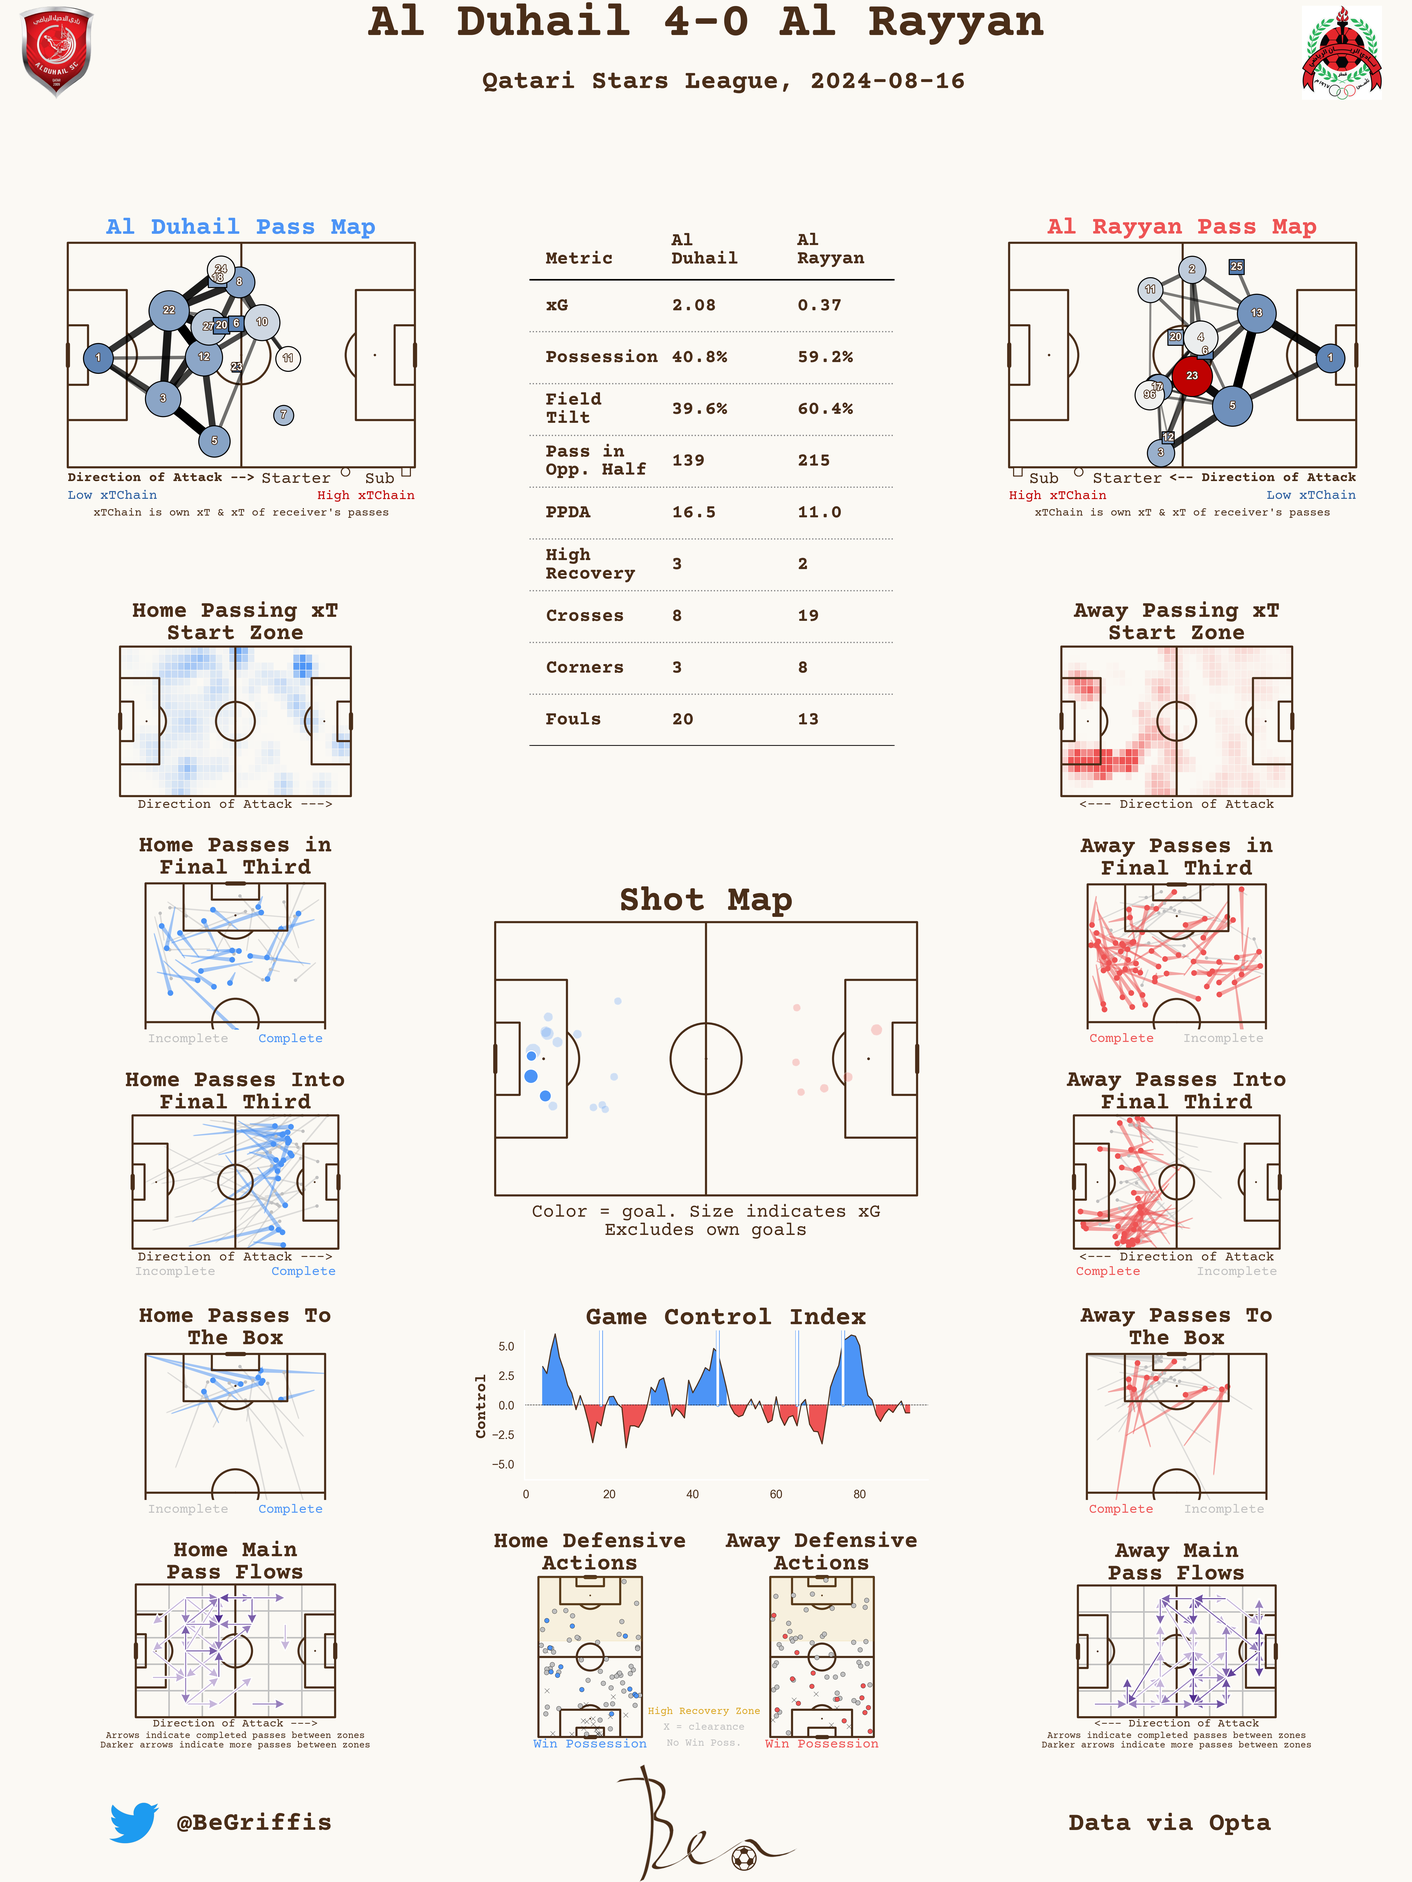 Al Duhail 4-0 Al Rayyan
Qatari Stars League, 2024-08-16
ALDUHAIL SC
Al Duhail Pass Map
24
18
8
22
27
20
6
10
1
12
11
23
3
7
5
Direction of Attack --> Starter Sub
Low xTChain High xTChain
xTChain is own xT & xT of receiver's passes
Metric Al Duhail Al Rayyan
xG 2.08 0.37
Possession 40.8% 59.2%
Field Tilt 39.6% 60.4%
Pass in Opp. Half 139 215
PPDA 16.5 11.0
High Recovery 3 2
Crosses 8 19
Corners 3 8
Fouls 20 13
Al Rayyan Pass Map
2
25
11
13
20
4
6
1
23
17
96
5
12
3
Sub Starter <-- Direction of Attack
High xTChain Low xTChain
xTChain is own xT & xT of receiver's passes
Home Passing xT
Start Zone
Direction of Attack --->
Away Passing xT
Start Zone
<--- Direction of Attack
Home Passes in
Final Third
Incomplete Complete
Away Passes in
Final Third
Complete Incomplete
Shot Map
Color = goal. Size indicates xG
Excludes own goals
Home Passes Into
Final Third
Direction of Attack --->
Incomplete Complete
Away Passes Into
Final Third
<--- Direction of Attack
Complete Incomplete
Home Passes To
The Box
Incomplete Complete
Game Control Index
Control
5.0
2.5
0.0
−2.5
−5.0
0 20 40 60 80
Away Passes To
The Box
Complete Incomplete
Home Main
Pass Flows
Direction of Attack --->
Arrows indicate completed passes between zones
Darker arrows indicate more passes between zones
Home Defensive
Actions
Win Possession
High Recovery Zone
X = clearance
No Win Poss.
Away Defensive
Actions
Win Possession
Away Main
Pass Flows
<--- Direction of Attack
Arrows indicate completed passes between zones
Darker arrows indicate more passes between zones
@BeGriffis
Ben
Data via Opta